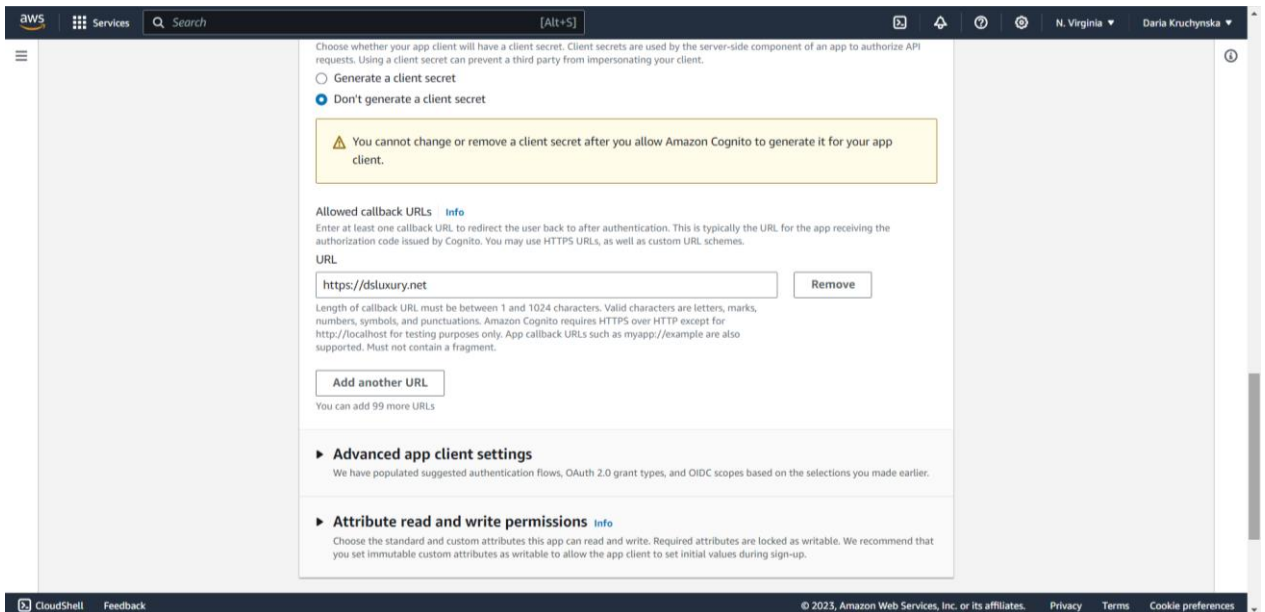 aws
Services
Search
[Alt+S]
N. Virginia
Daria Kruchynska
Choose whether your app client will have a client secret. Client secrets are used by the server-side component of an app to authorize API
requests. Using a client secret can prevent a third party from impersonating your client.
Generate a client secret
Don't generate a client secret
You cannot change or remove a client secret after you allow Amazon Cognito to generate it for your app
client.
Allowed callback URLs Info
Enter at least one callback URL to redirect the user back to after authentication. This is typically the URL for the app receiving the
authorization code issued by Cognito. You may use HTTPS URLs, as well as custom URL schemes.
URL
https://dsluxury.net
Remove
Length of callback URL must be between 1 and 1024 characters. Valid characters are letters, marks,
numbers, symbols, and punctuations. Amazon Cognito requires HTTPS over HTTP except for
http://localhost for testing purposes only. App callback URLs such as myapp://example are also
supported. Must not contain a fragment.
Add another URL
You can add 99 more URLs
Advanced app client settings
We have populated suggested authentication flows, OAuth 2.0 grant types, and OIDC scopes based on the selections you made earlier.
Attribute read and write permissions Info
Choose the standard and custom attributes this app can read and write. Required attributes are locked as writable. We recommend that
you set immutable custom attributes as writable to allow the app client to set initial values during sign-up.
CloudShell
Feedback
© 2023, Amazon Web Services, Inc. or its affiliates.
Privacy
Terms
Cookie preferences